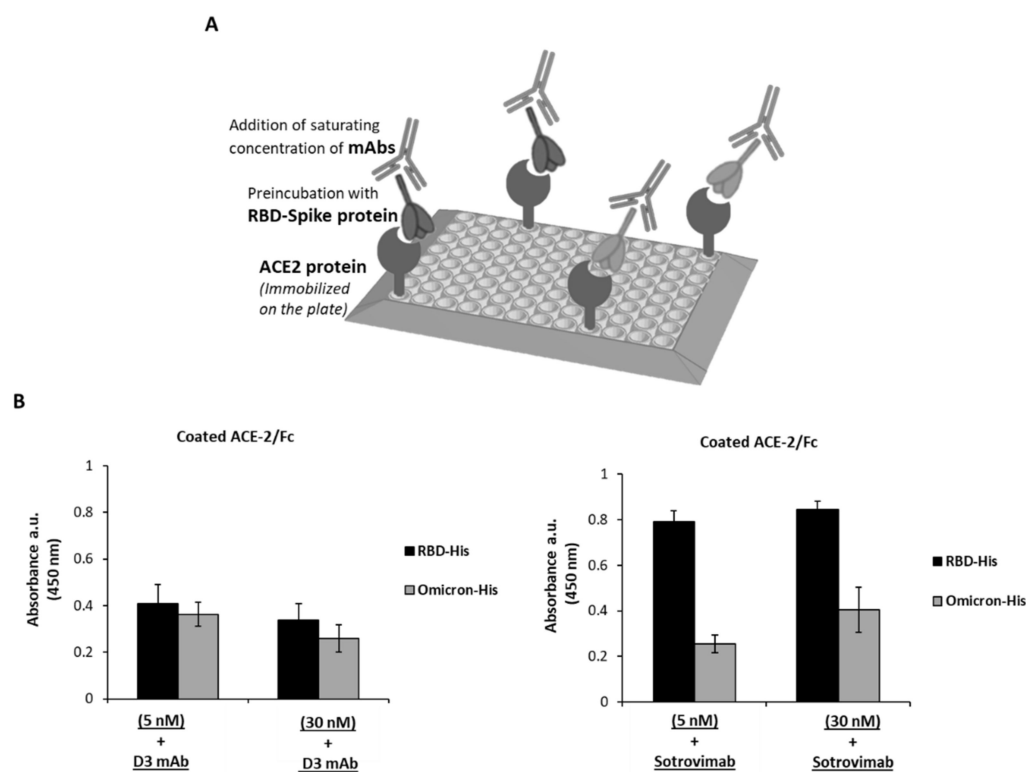 A
Addition of saturating
concentration of mAbs
Preincubation with
RBD-Spike protein
ACE2 protein
(Immobilized
on the plate)
B
Coated ACE-2/Fc
1
0.8
0.6
0.4
0.2
0
Absorbance a.u.
(450 nm)
RBD-His
Omicron-His
(5 nM)
+
D3 mAb
(30 nM)
+
D3 mAb
Coated ACE-2/Fc
1
0.8
0.6
0.4
0.2
0
Absorbance a.u.
(450 nm)
RBD-His
Omicron-His
(5 nM)
+
Sotrovimab
(30 nM)
+
Sotrovimab